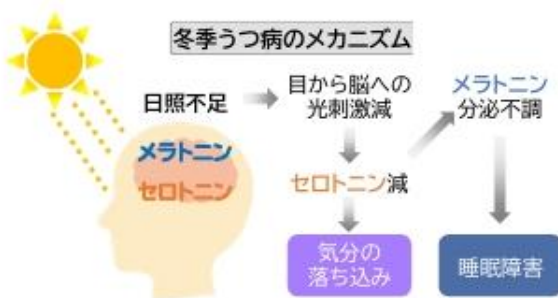 冬季うつ病のメカニズム
日照不足
メラトニン
セロトニン
目から脳への
光刺激減
セロトニン減
気分の
落ち込み
メラトニン
分泌不調
睡眠障害